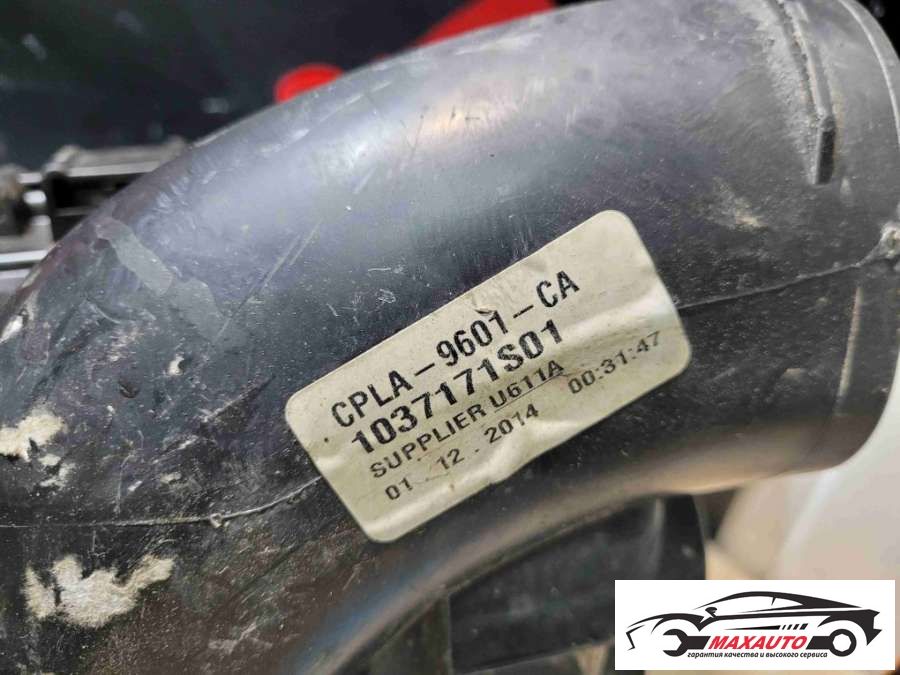 CPLA-9601-CA
1037171S01
SUPPLIER U611A
01.12.2014 00:31:47
MAXAUTO
гарантия качества и высокого сервиса